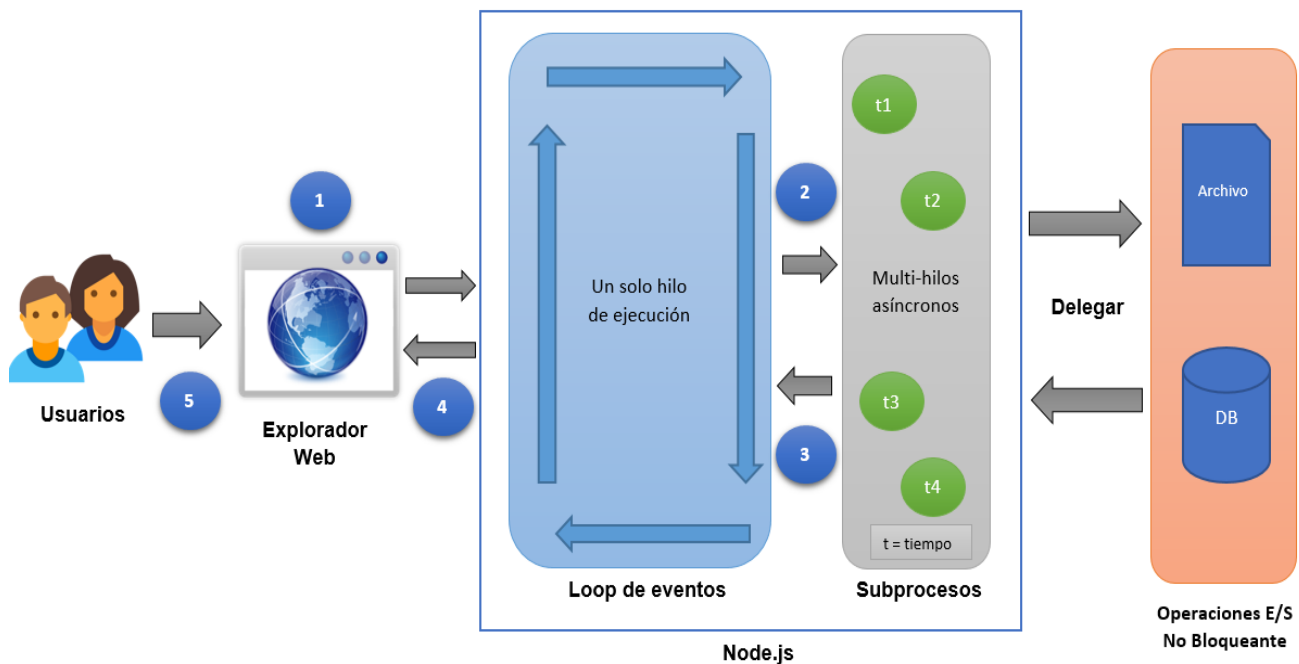 1
Usuarios
5
Explorador
Web
4
Un solo hilo
de ejecución
Loop de eventos
2
3
t1
t2
Multi-hilos
asíncronos
t3
t4
t = tiempo
Subprocesos
Node.js
Delegar
Archivo
DB
Operaciones E/S
No Bloqueante